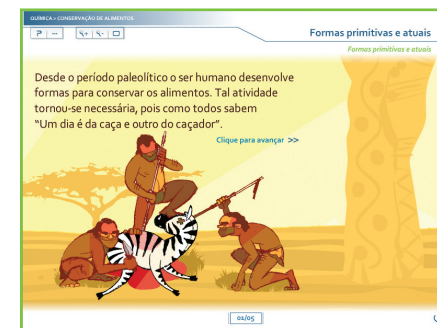 QUÍMICA > CONSERVAÇÃO DE ALIMENTOS
Formas primitivas e atuais
Formas primitivas e atuais
Desde o período paleolítico o ser humano desenvolve
formas para conservar os alimentos. Tal atividade
tornou-se necessária, pois como todos sabem
“Um dia é da caça e outro do caçador”.
Clique para avançar >>
01/05